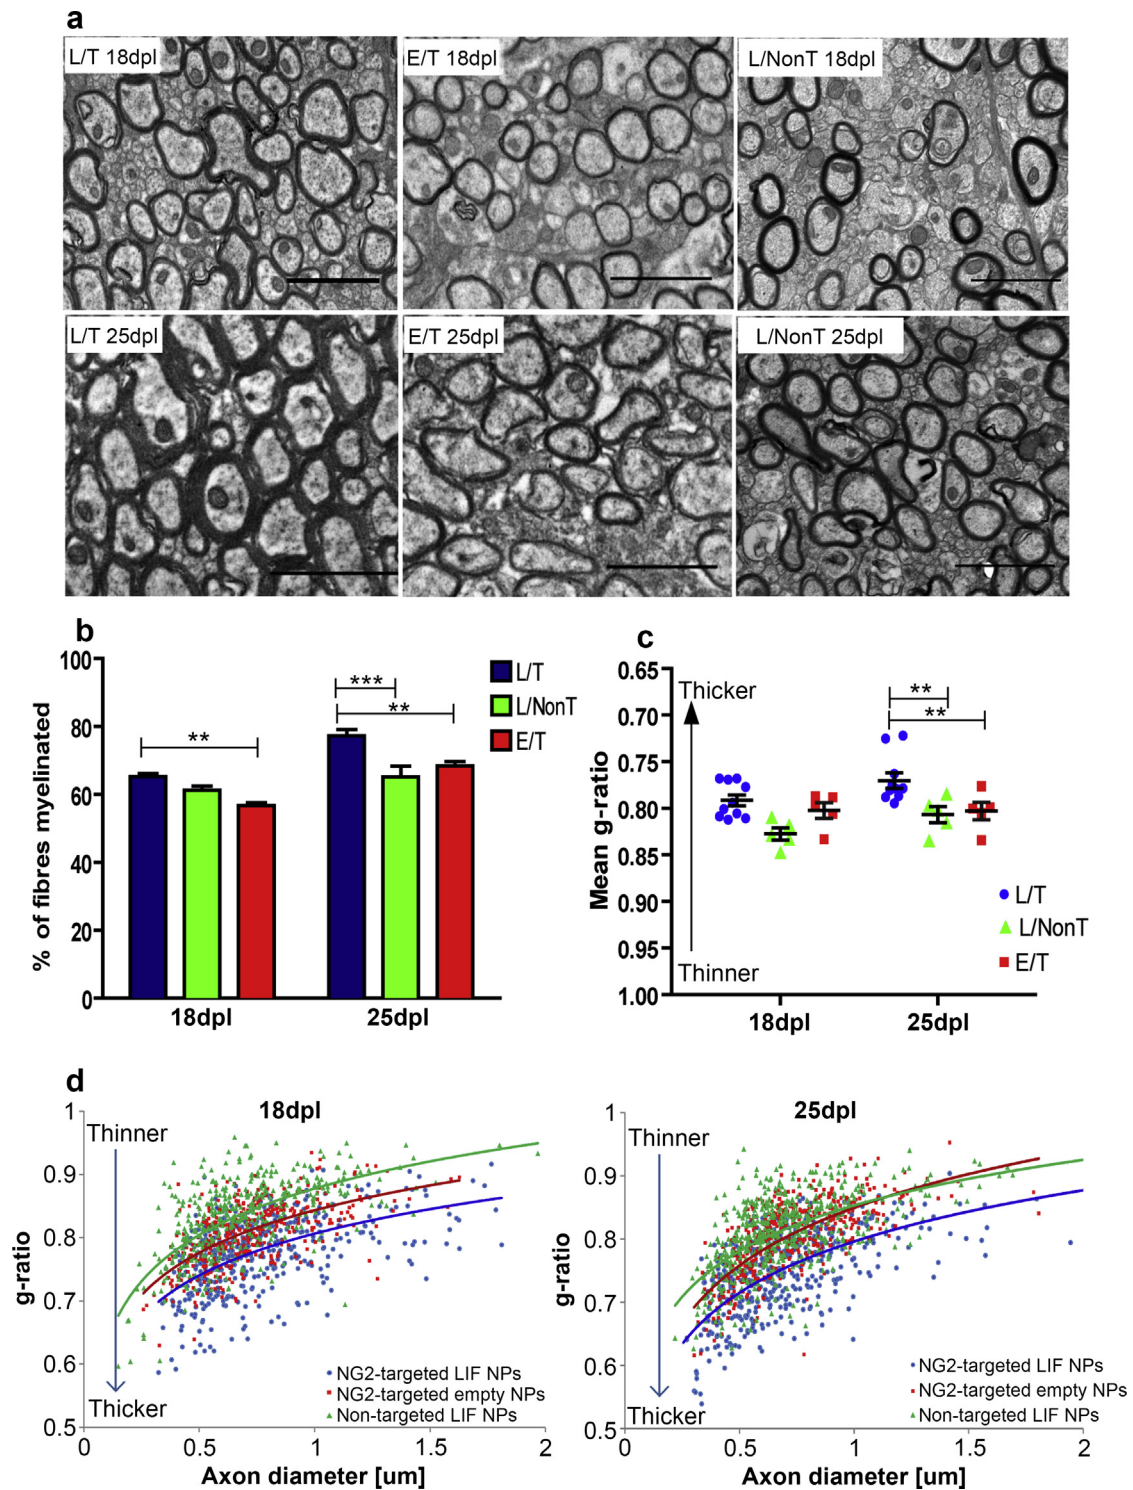 a
L/T 18dpl
E/T 18dpl
L/NonT 18dpl
L/T 25dpl
E/T 25dpl
L/NonT 25dpl
b
% of fibres myelinated
100
80
60
40
20
0
***
**
**
L/T
L/NonT
E/T
18dpl
25dpl
c
Mean g-ratio
0.65
0.70
0.75
0.80
0.85
0.90
0.95
1.00
Thicker
Thinner
**
**
L/T
L/NonT
E/T
18dpl
25dpl
d
18dpl
g-ratio
1
0.9
0.8
0.7
0.6
0.5
Thinner
Thicker
NG2-targeted LIF NPs
NG2-targeted empty NPs
Non-targeted LIF NPs
0
0.5
1
1.5
2
Axon diameter [um]
25dpl
g-ratio
1
0.9
0.8
0.7
0.6
0.5
Thinner
Thicker
NG2-targeted LIF NPs
NG2-targeted empty NPs
Non-targeted LIF NPs
0
0.5
1
1.5
2
Axon diameter [um]